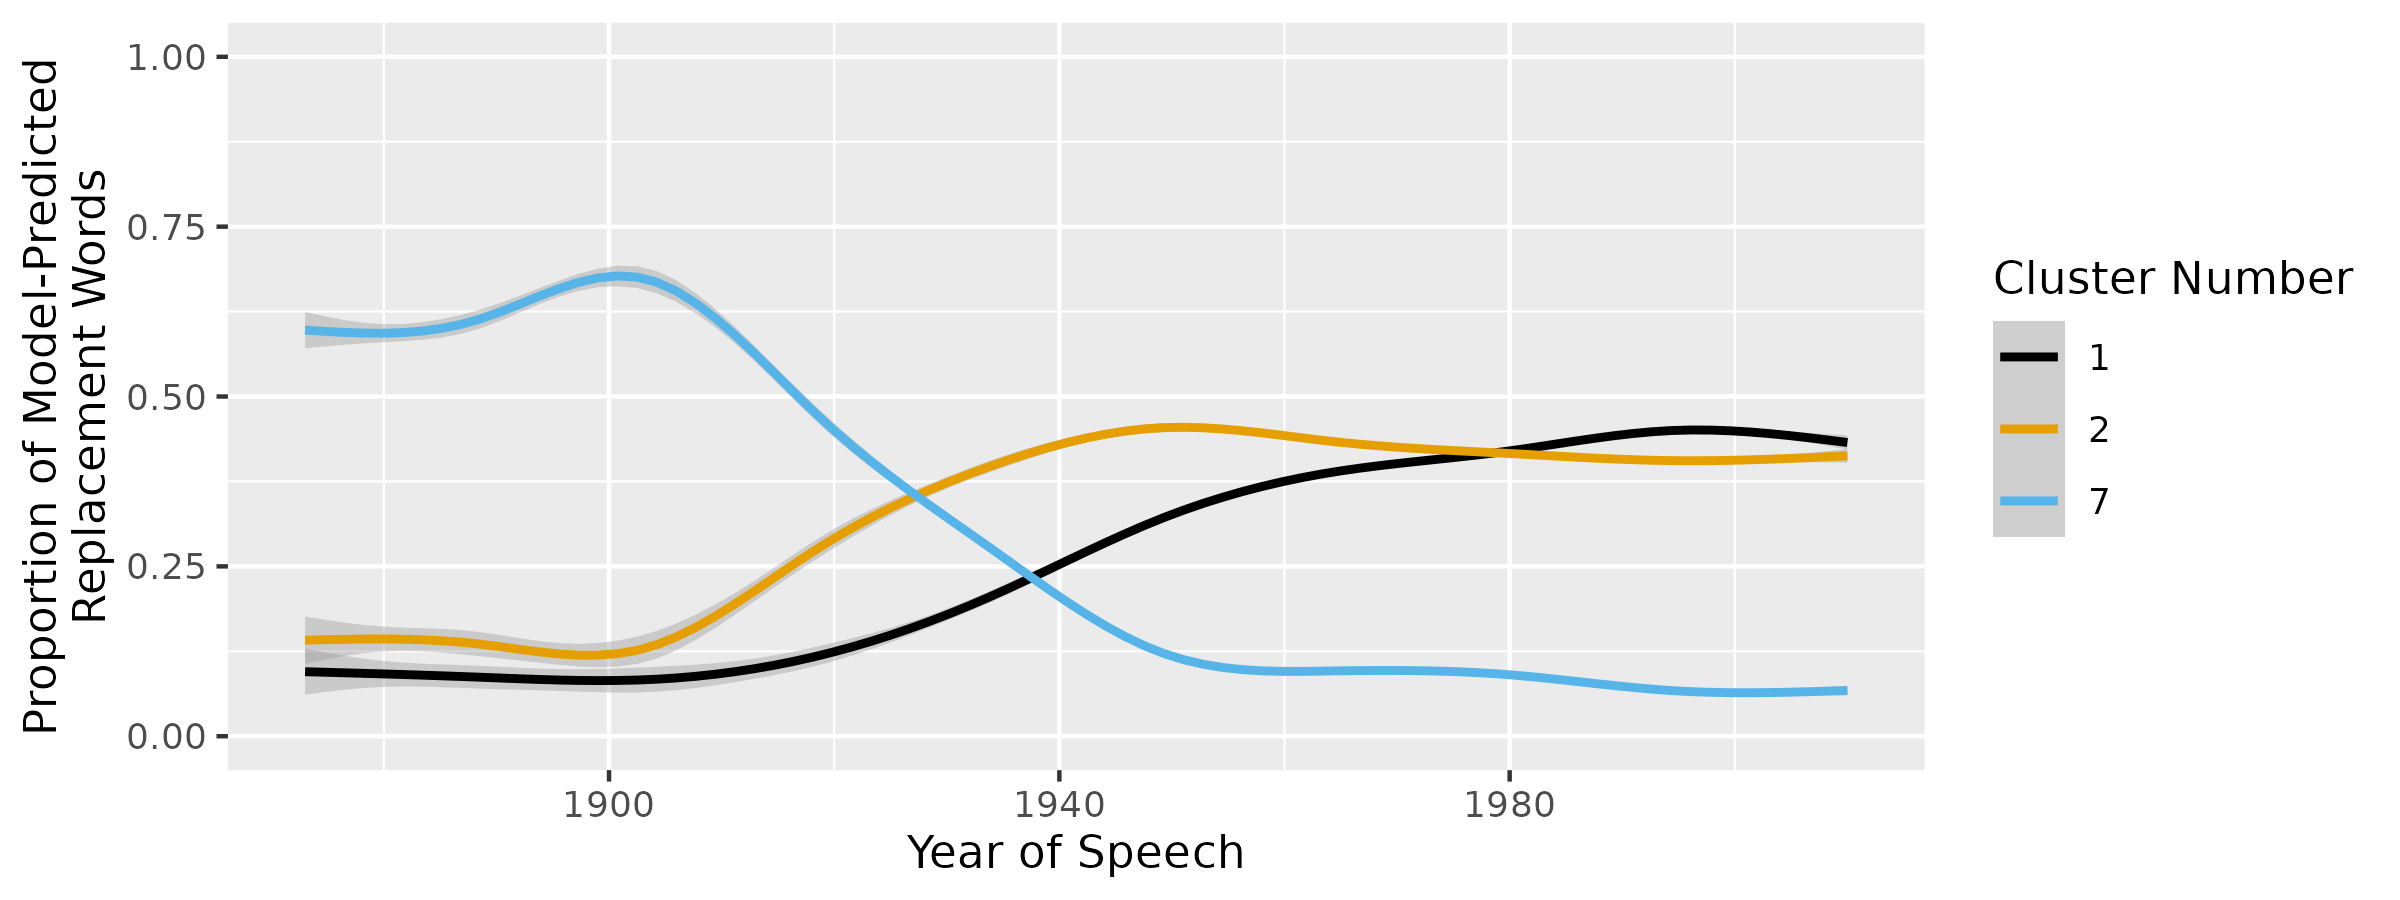 Proportion of Model-Predicted
Replacement Words
1.00
0.75
0.50
0.25
0.00
1900
1940
1980
Year of Speech
Cluster Number
1
2
7